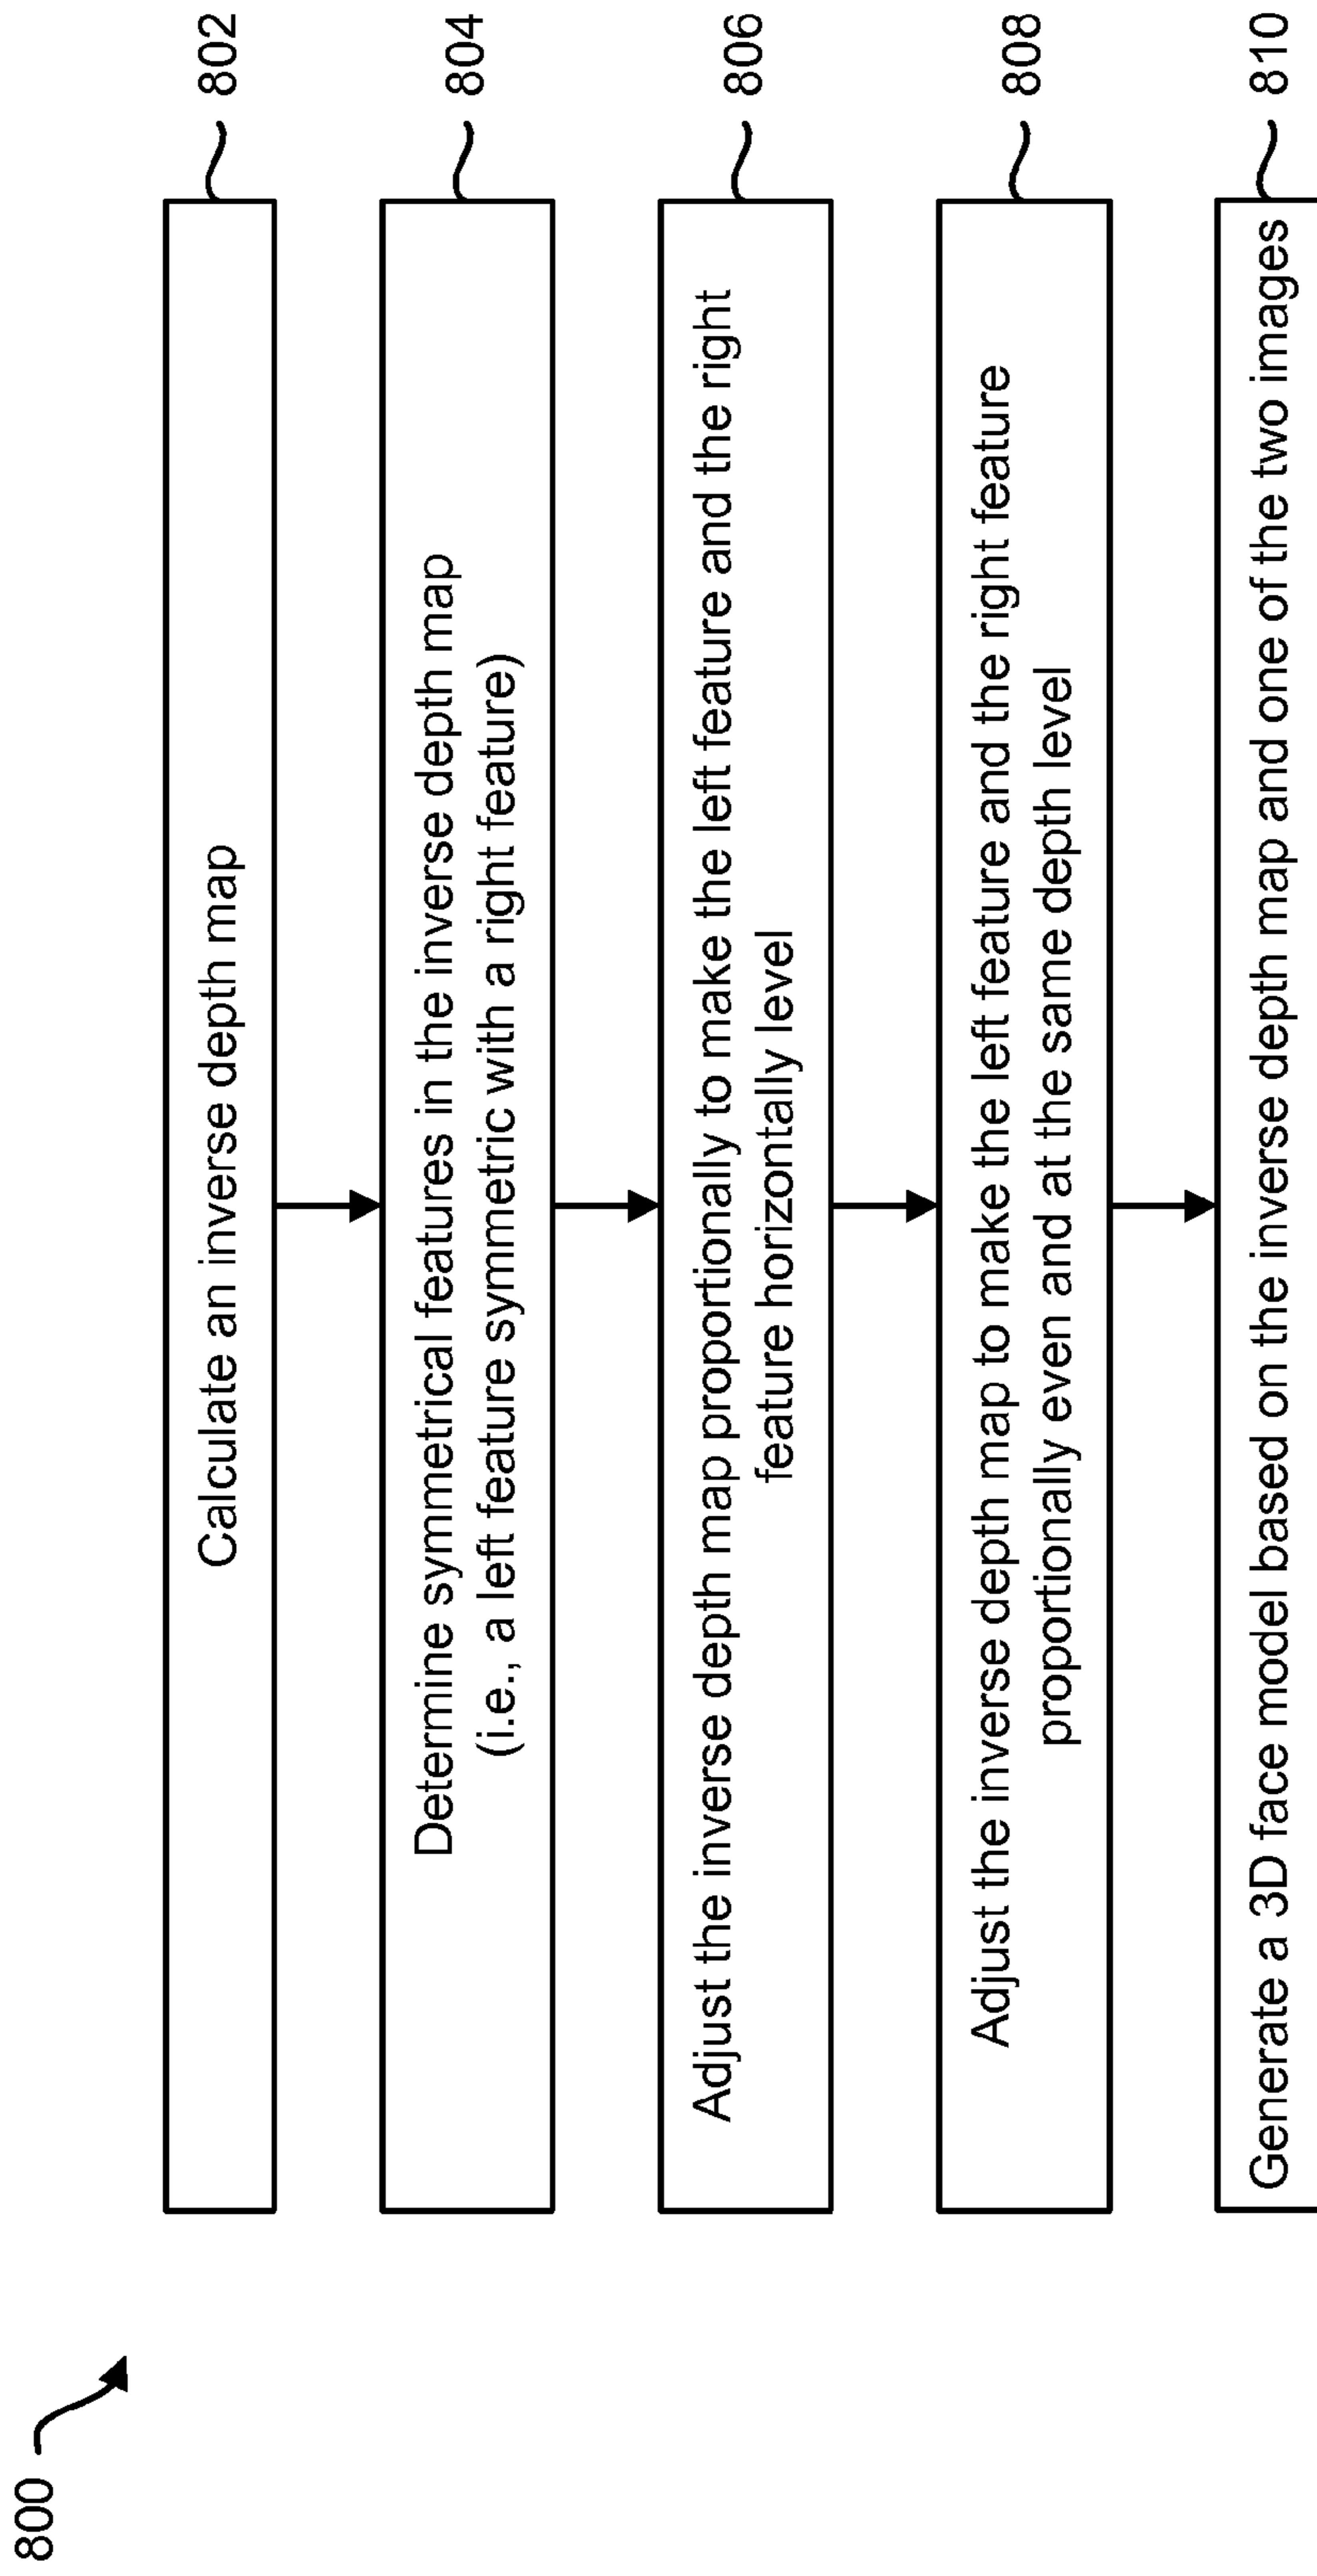 800
Calculate an inverse depth map
802
Determine symmetrical features in the inverse depth map
(i.e., a left feature symmetric with a right feature)
804
Adjust the inverse depth map proportionally to make the left feature and the right
feature horizontally level
806
Adjust the inverse depth map to make the left feature and the right feature
proportionally even and at the same depth level
808
Generate a 3D face model based on the inverse depth map and one of the two images
810